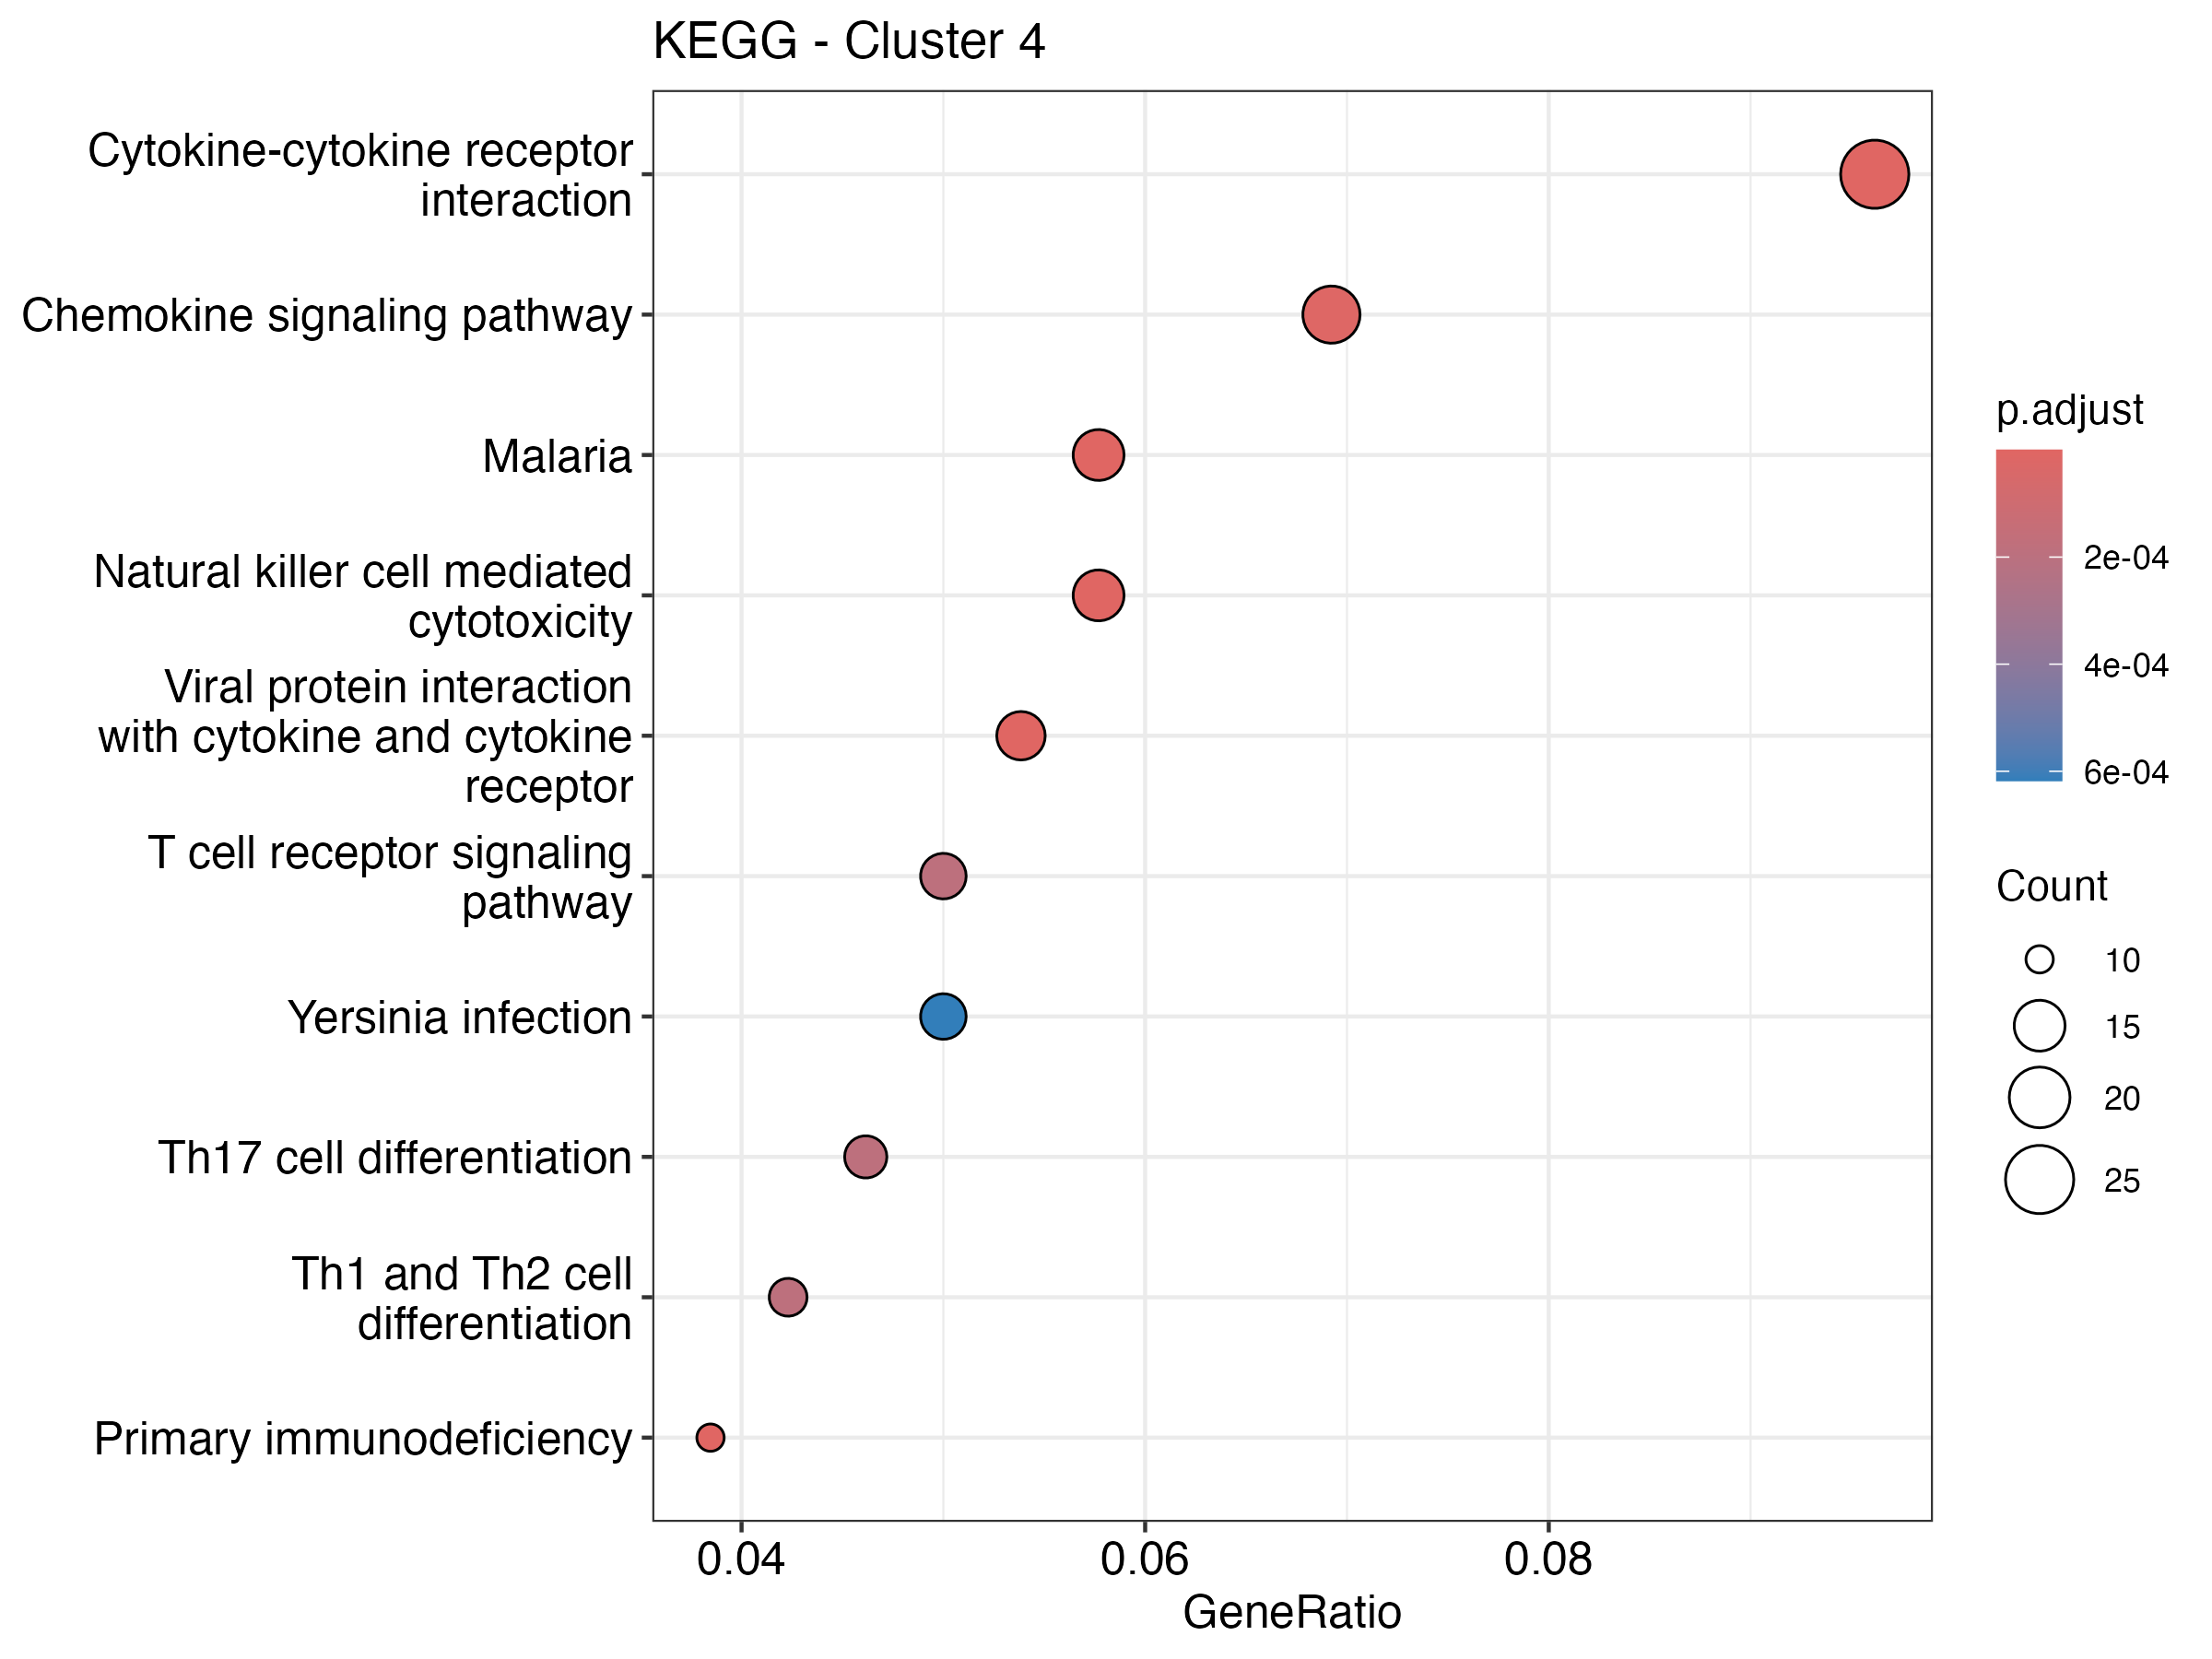 KEGG - Cluster 4
Cytokine-cytokine receptor
interaction
Chemokine signaling pathway
Malaria
Natural killer cell mediated
cytotoxicity
Viral protein interaction
with cytokine and cytokine
receptor
T cell receptor signaling
pathway
Yersinia infection
Th17 cell differentiation
Th1 and Th2 cell
differentiation
Primary immunodeficiency
0.04
0.06
0.08
GeneRatio
p.adjust
2e-04
4e-04
6e-04
Count
10
15
20
25